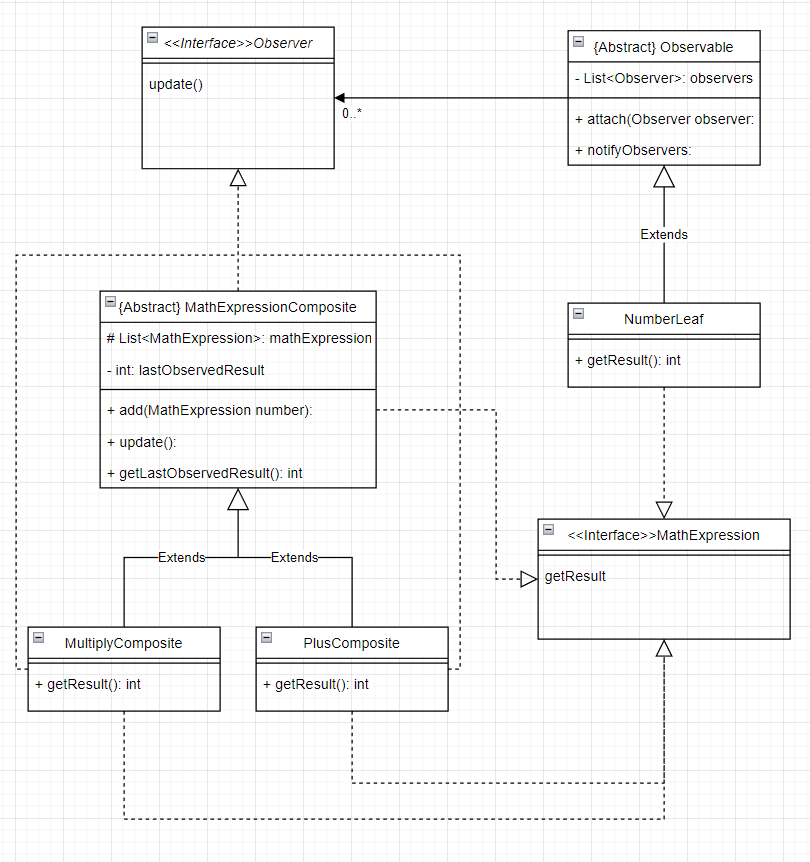 <<Interface>>Observer
update()
{Abstract} Observable
- List<Observer>: observers
+ attach(Observer observer:
+ notifyObservers:
0..*
Extends
{Abstract} MathExpressionComposite
# List<MathExpression>: mathExpression
- int: lastObservedResult
+ add(MathExpression number):
+ update():
+ getLastObservedResult(): int
NumberLeaf
+ getResult(): int
<<Interface>>MathExpression
getResult
Extends
Extends
MultiplyComposite
+ getResult(): int
PlusComposite
+ getResult(): int